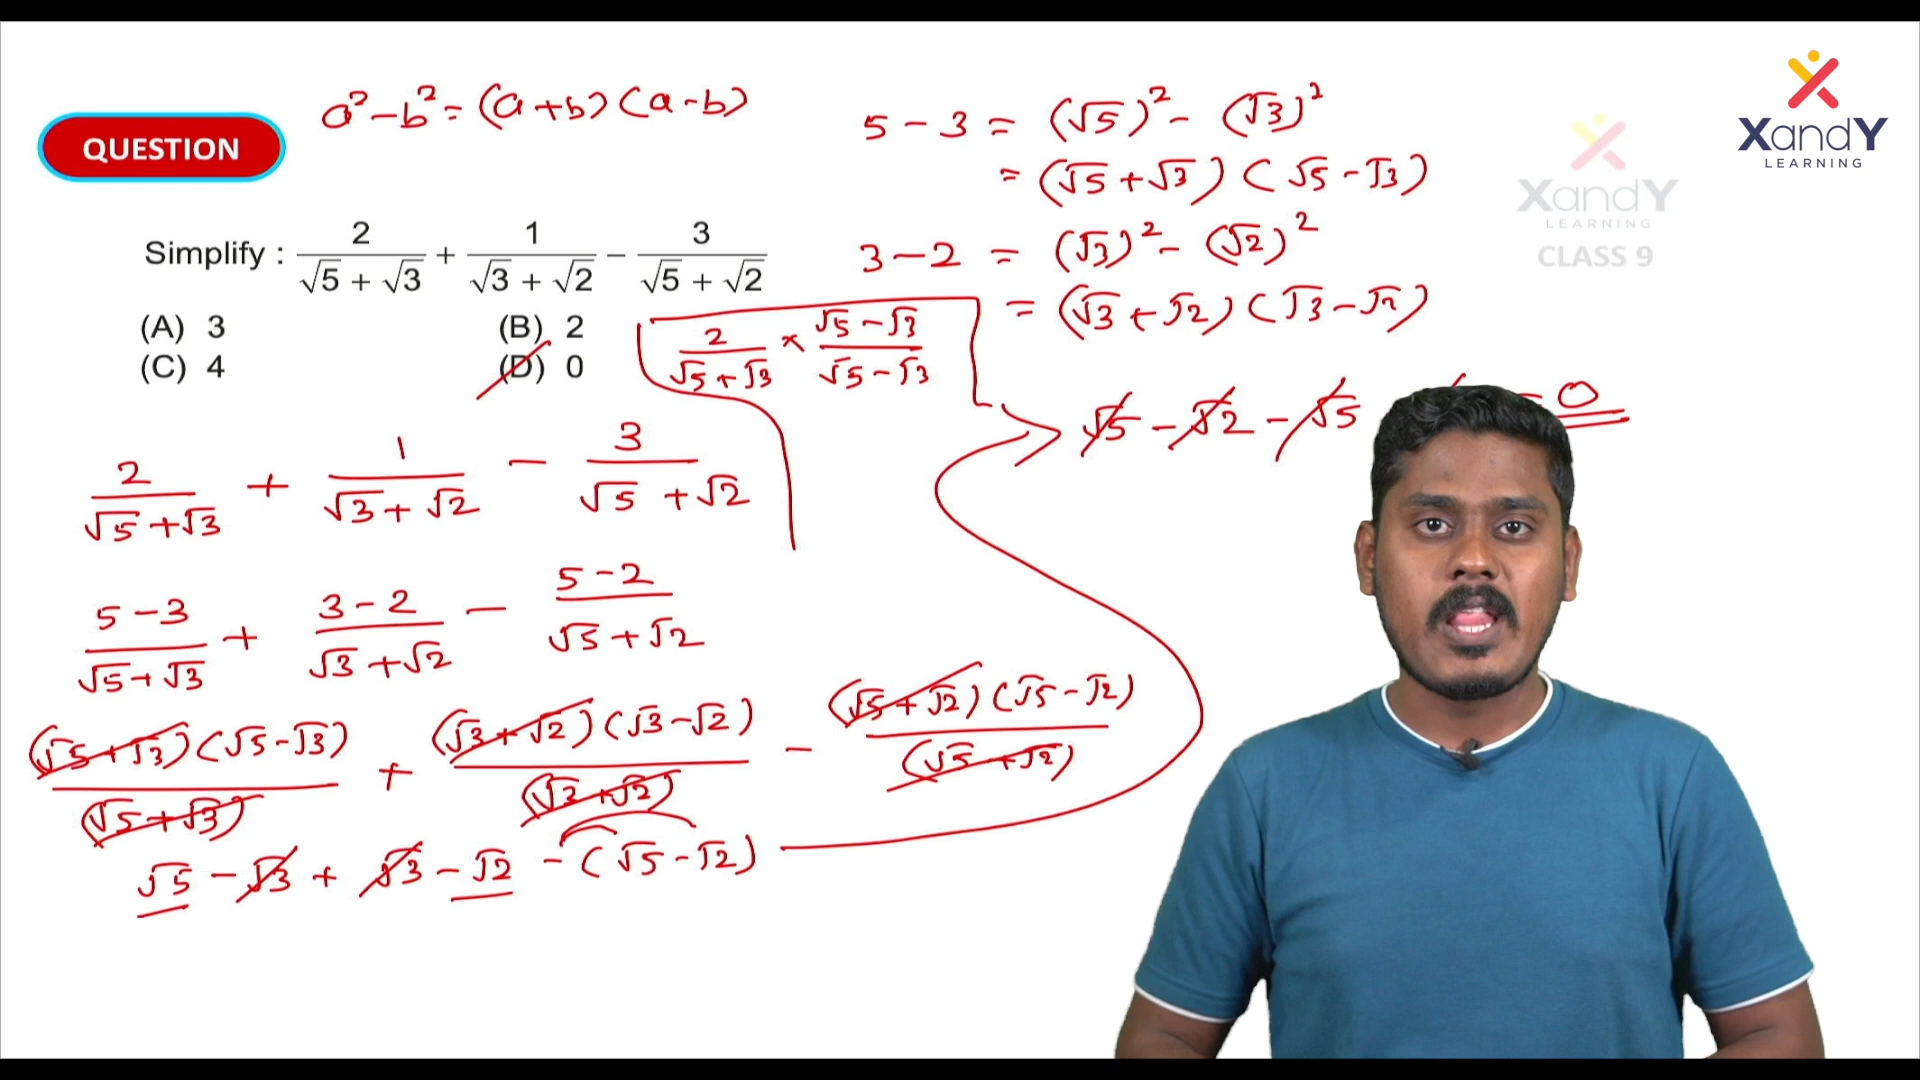 QUESTION
a² - b² = (a + b) (a - b)
Simplify : 2/(√5 + √3) + 1/(√3 + √2) - 3/(√5 + √2)
(A) 3
(B) 2
(C) 4
(D) 0
2/(√5 + √3) × (√5 - √3)/(√5 - √3)
5 - 3 = (√5)² - (√3)²
= (√5 + √3) (√5 - √3)
3 - 2 = (√3)² - (√2)²
= (√3 + √2) (√3 - √2)
2/(√5 + √3) + 1/(√3 + √2) - 3/(√5 + √2)
(5 - 3)/(√5 + √3) + (3 - 2)/(√3 + √2) - (5 - 2)/(√5 + √2)
(√5 + √3)(√5 - √3)/(√5 + √3) + (√3 + √2)(√3 - √2)/(√3 + √2) - (√5 + √2)(√5 - √2)/(√5 + √2)
√5 - √3 + √3 - √2 - (√5 - √2)
√5 - √2 - √5
= 0
XandY
LEARNING
XandY
LEARNING
CLASS 9